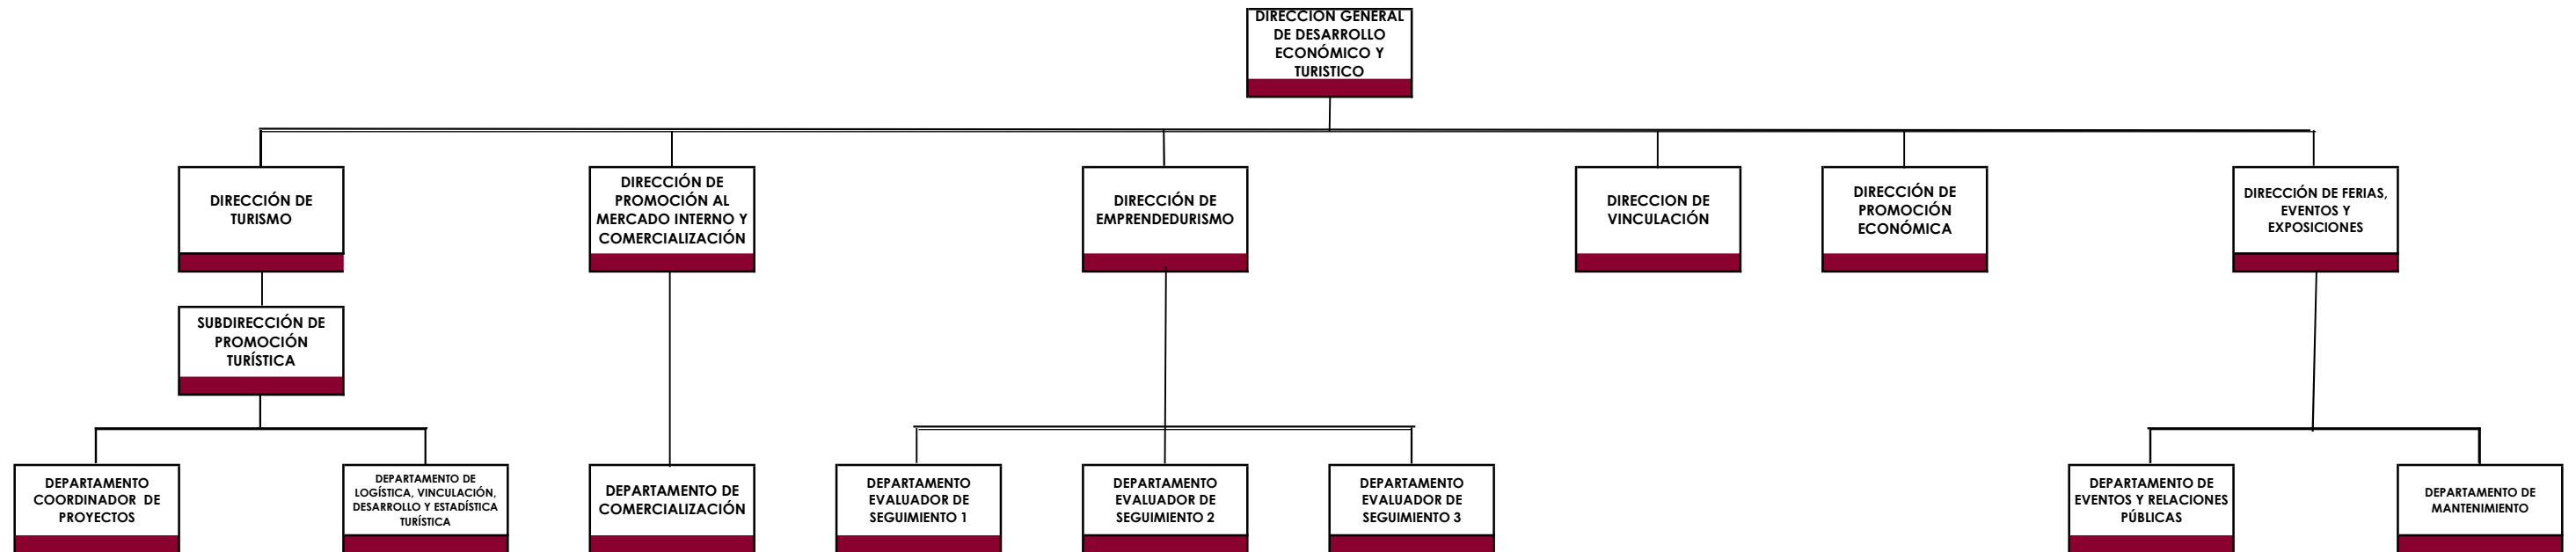 DIRECCIÓN GENERAL
DE DESARROLLO
ECONÓMICO Y
TURISTICO
DIRECCIÓN DE
TURISMO
DIRECCIÓN DE
PROMOCIÓN AL
MERCADO INTERNO Y
COMERCIALIZACIÓN
DIRECCIÓN DE
EMPRENDEDURISMO
DIRECCION DE
VINCULACIÓN
DIRECCIÓN DE
PROMOCIÓN
ECONÓMICA
DIRECCIÓN DE FERIAS,
EVENTOS Y
EXPOSICIONES
SUBDIRECCIÓN DE
PROMOCIÓN
TURÍSTICA
DEPARTAMENTO
COORDINADOR DE
PROYECTOS
DEPARTAMENTO DE
LOGÍSTICA, VINCULACIÓN,
DESARROLLO Y ESTADÍSTICA
TURÍSTICA
DEPARTAMENTO DE
COMERCIALIZACIÓN
DEPARTAMENTO
EVALUADOR DE
SEGUIMIENTO 1
DEPARTAMENTO
EVALUADOR DE
SEGUIMIENTO 2
DEPARTAMENTO
EVALUADOR DE
SEGUIMIENTO 3
DEPARTAMENTO DE
EVENTOS Y RELACIONES
PÚBLICAS
DEPARTAMENTO DE
MANTENIMIENTO